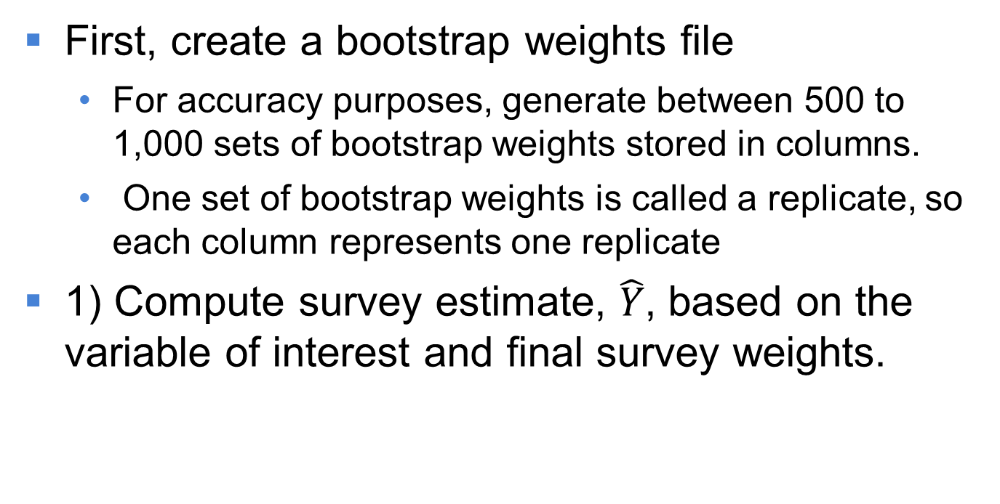 ▪ First, create a bootstrap weights file
• For accuracy purposes, generate between 500 to
1,000 sets of bootstrap weights stored in columns.
• One set of bootstrap weights is called a replicate, so
each column represents one replicate
▪ 1) Compute survey estimate, Ŷ, based on the
variable of interest and final survey weights.